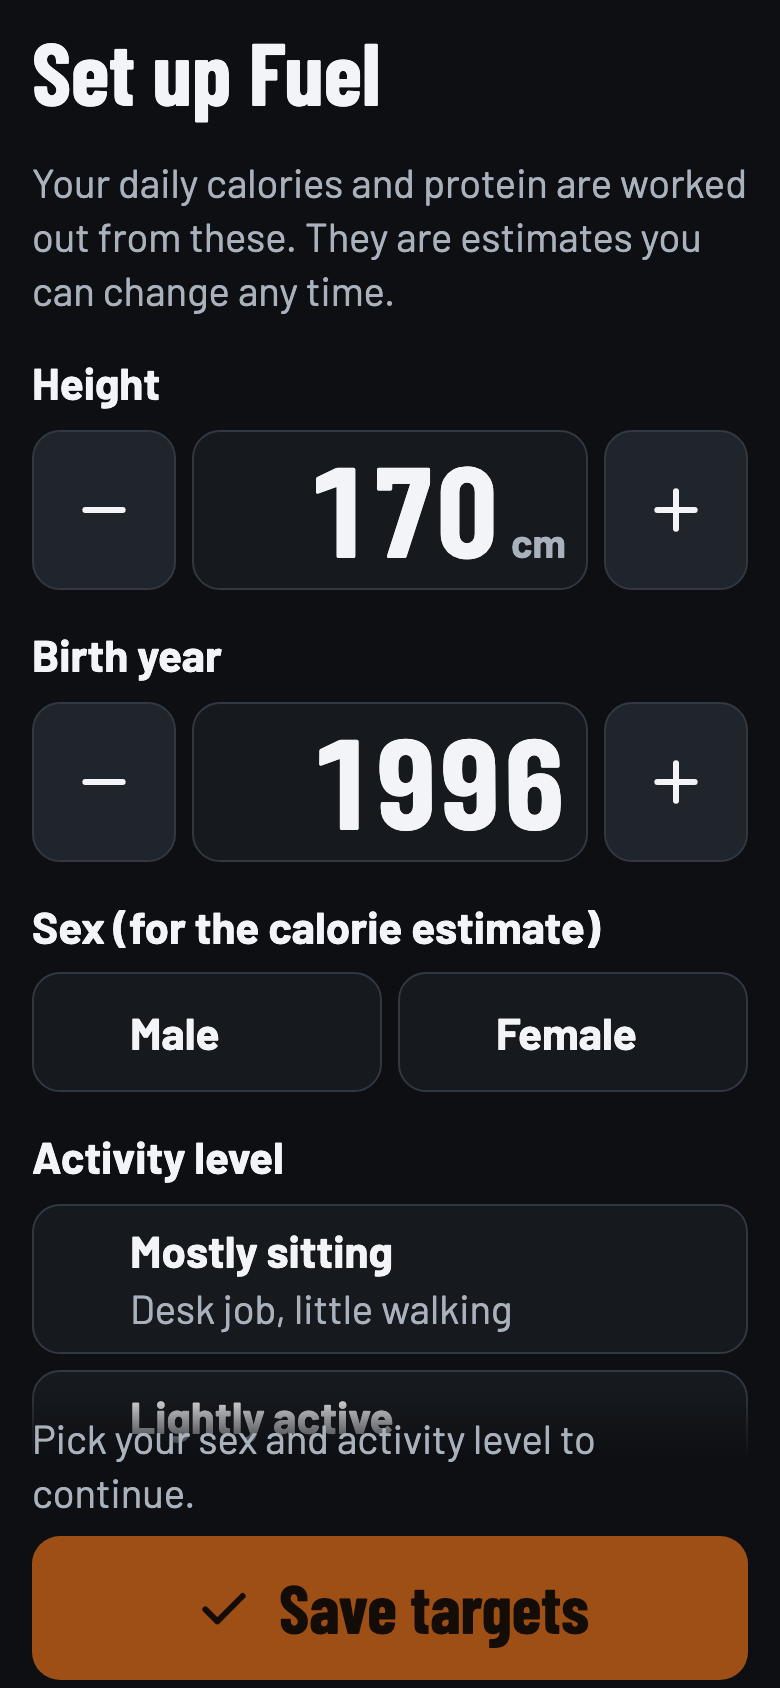 Set up Fuel
Your daily calories and protein are worked
out from these. They are estimates you
can change any time.
Height
170 cm
Birth year
1996
Sex (for the calorie estimate)
Male
Female
Activity level
Mostly sitting
Desk job, little walking
Lightly active
Pick your sex and activity level to
continue.
Save targets